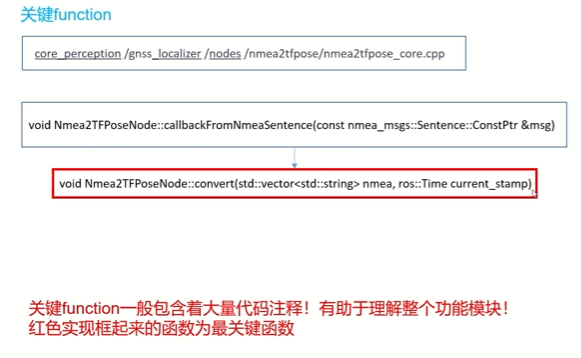 关键function
core_perception /gnss_localizer /nodes /nmea2tfpose/nmea2tfpose_core.cpp
void Nmea2TFPoseNode::callbackFromNmeaSentence(const nmea_msgs::Sentence::ConstPtr &msg)
void Nmea2TFPoseNode::convert(std::vector<std::string> nmea, ros::Time current_stamp)
关键function一般包含着大量代码注释！有助于理解整个功能模块！
红色实现框起来的函数为最关键函数